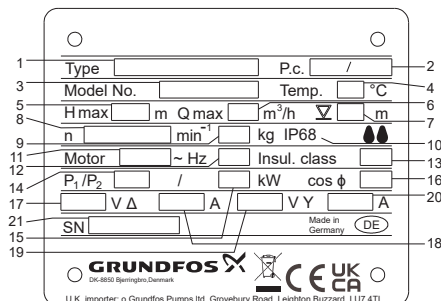 1 Type P.c. / 2
3 Model No. Temp. °C 4
5 H max m Q max m³/h m 6
7
8 n min⁻¹ kg IP68 10
9
11 Motor ~ Hz Insul. class 13
12
14 P₁/P₂ / kW cos ϕ 16
17 V Δ A V Y A 20
21 SN Made in Germany DE
15 18
19
GRUNDFOS
DK-8850 Bjerringbro, Denmark
CE UK CA
U.K. importer: o Grundfos Pumps ltd. Grovebury Road, Leighton Buzzard, LU7 4TL